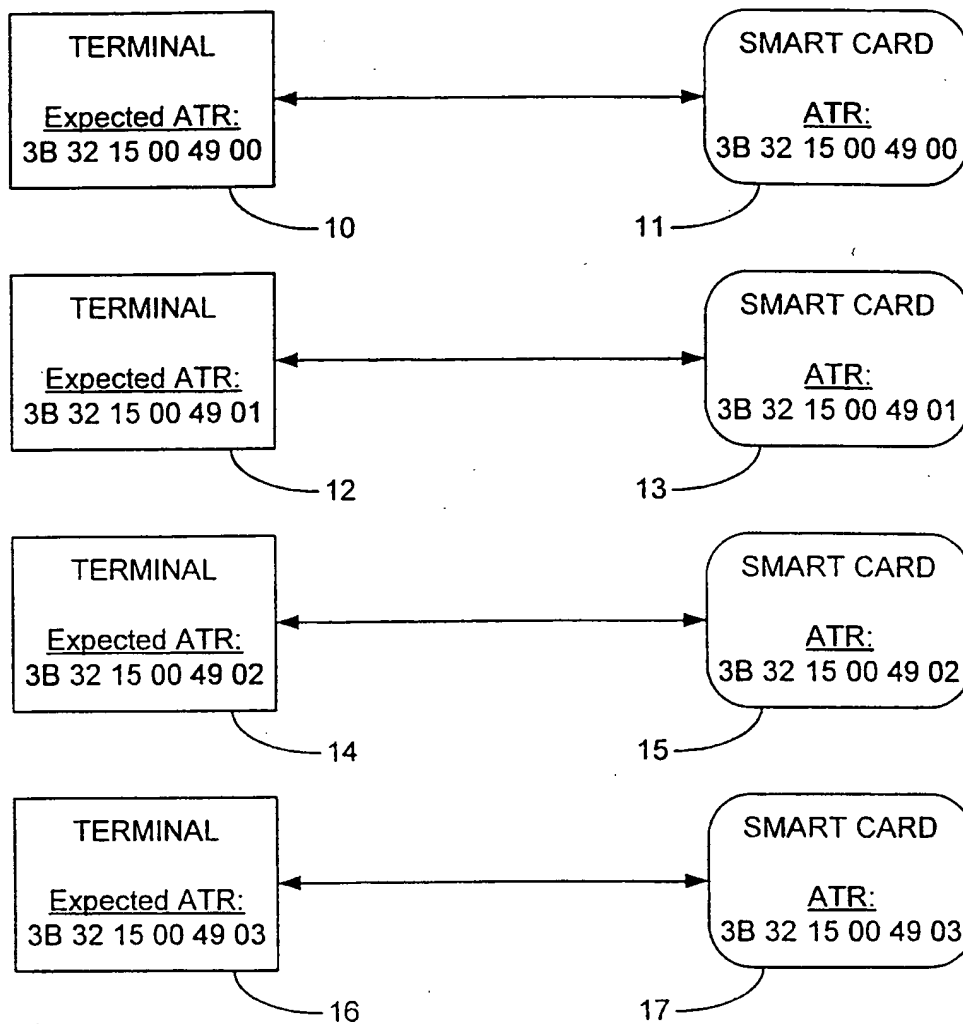 TERMINAL
Expected ATR:
3B 32 15 00 49 00
SMART CARD
ATR:
3B 32 15 00 49 00
10
11
TERMINAL
Expected ATR:
3B 32 15 00 49 01
SMART CARD
ATR:
3B 32 15 00 49 01
12
13
TERMINAL
Expected ATR:
3B 32 15 00 49 02
SMART CARD
ATR:
3B 32 15 00 49 02
14
15
TERMINAL
Expected ATR:
3B 32 15 00 49 03
SMART CARD
ATR:
3B 32 15 00 49 03
16
17